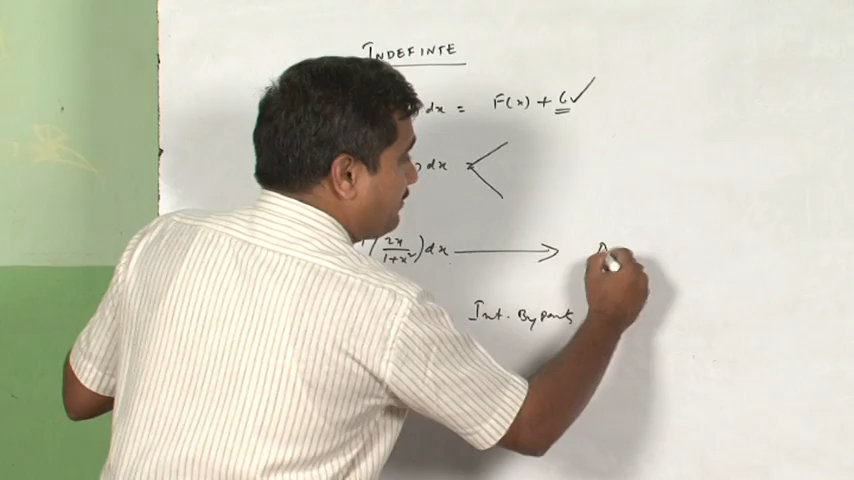 INDEFINTE
dx = F(x) + C ✓
dx
(2x/1+x²) dx ⟶
Int. By parts